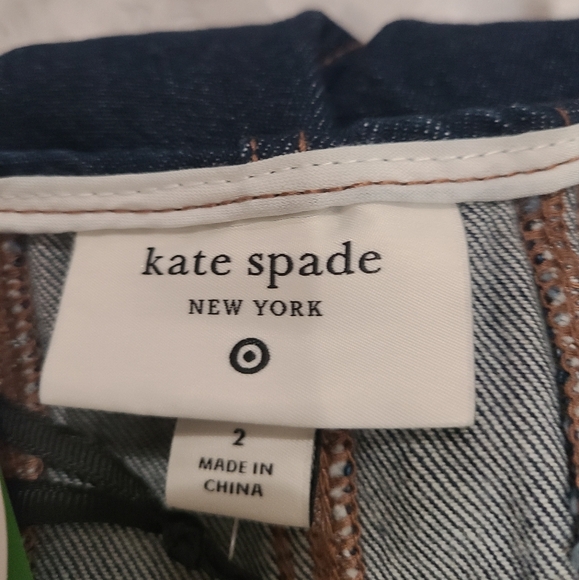 kate spade
NEW YORK
2
MADE IN
CHINA